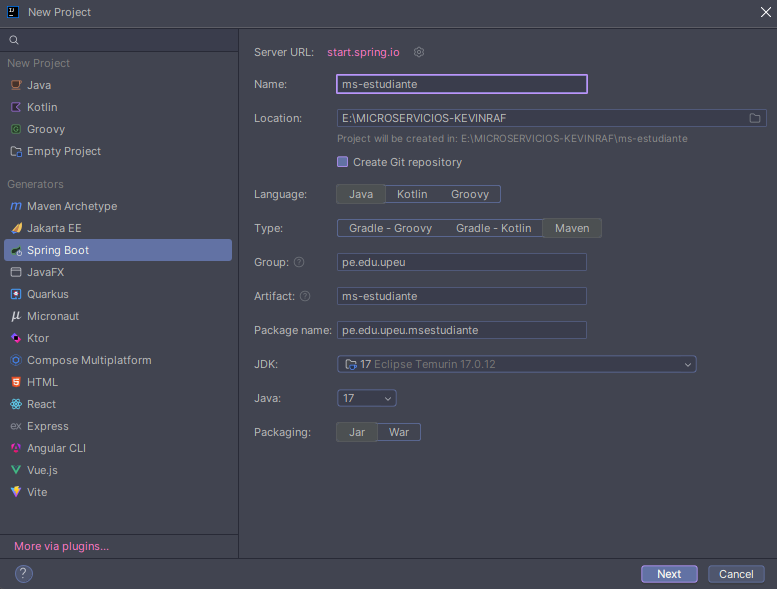 New Project
New Project
Java
Kotlin
Groovy
Empty Project
Generators
Maven Archetype
Jakarta EE
Spring Boot
JavaFX
Quarkus
Micronaut
Ktor
Compose Multiplatform
HTML
React
Express
Angular CLI
Vue.js
Vite
More via plugins...
?
Server URL: start.spring.io
Name: ms-estudiante
Location: E:\MICROSERVICIOS-KEVINRAF
Project will be created in: E:\MICROSERVICIOS-KEVINRAF\ms-estudiante
Create Git repository
Language: Java Kotlin Groovy
Type: Gradle - Groovy Gradle - Kotlin Maven
Group: ? pe.edu.upeu
Artifact: ? ms-estudiante
Package name: pe.edu.upeu.msestudiante
JDK: 17 Eclipse Temurin 17.0.12
Java: 17
Packaging: Jar War
Next Cancel